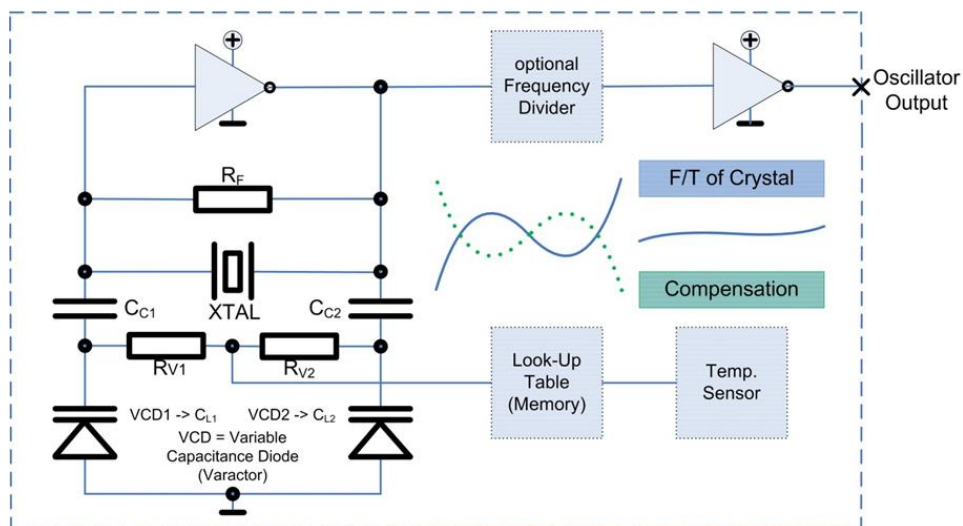 optional
Frequency
Divider
Oscillator
Output
R_F
F/T of Crystal
XTAL
C_C1
C_C2
Compensation
R_V1
R_V2
Look-Up
Table
(Memory)
Temp.
Sensor
VCD1 -> C_L1
VCD2 -> C_L2
VCD = Variable
Capacitance Diode
(Varactor)